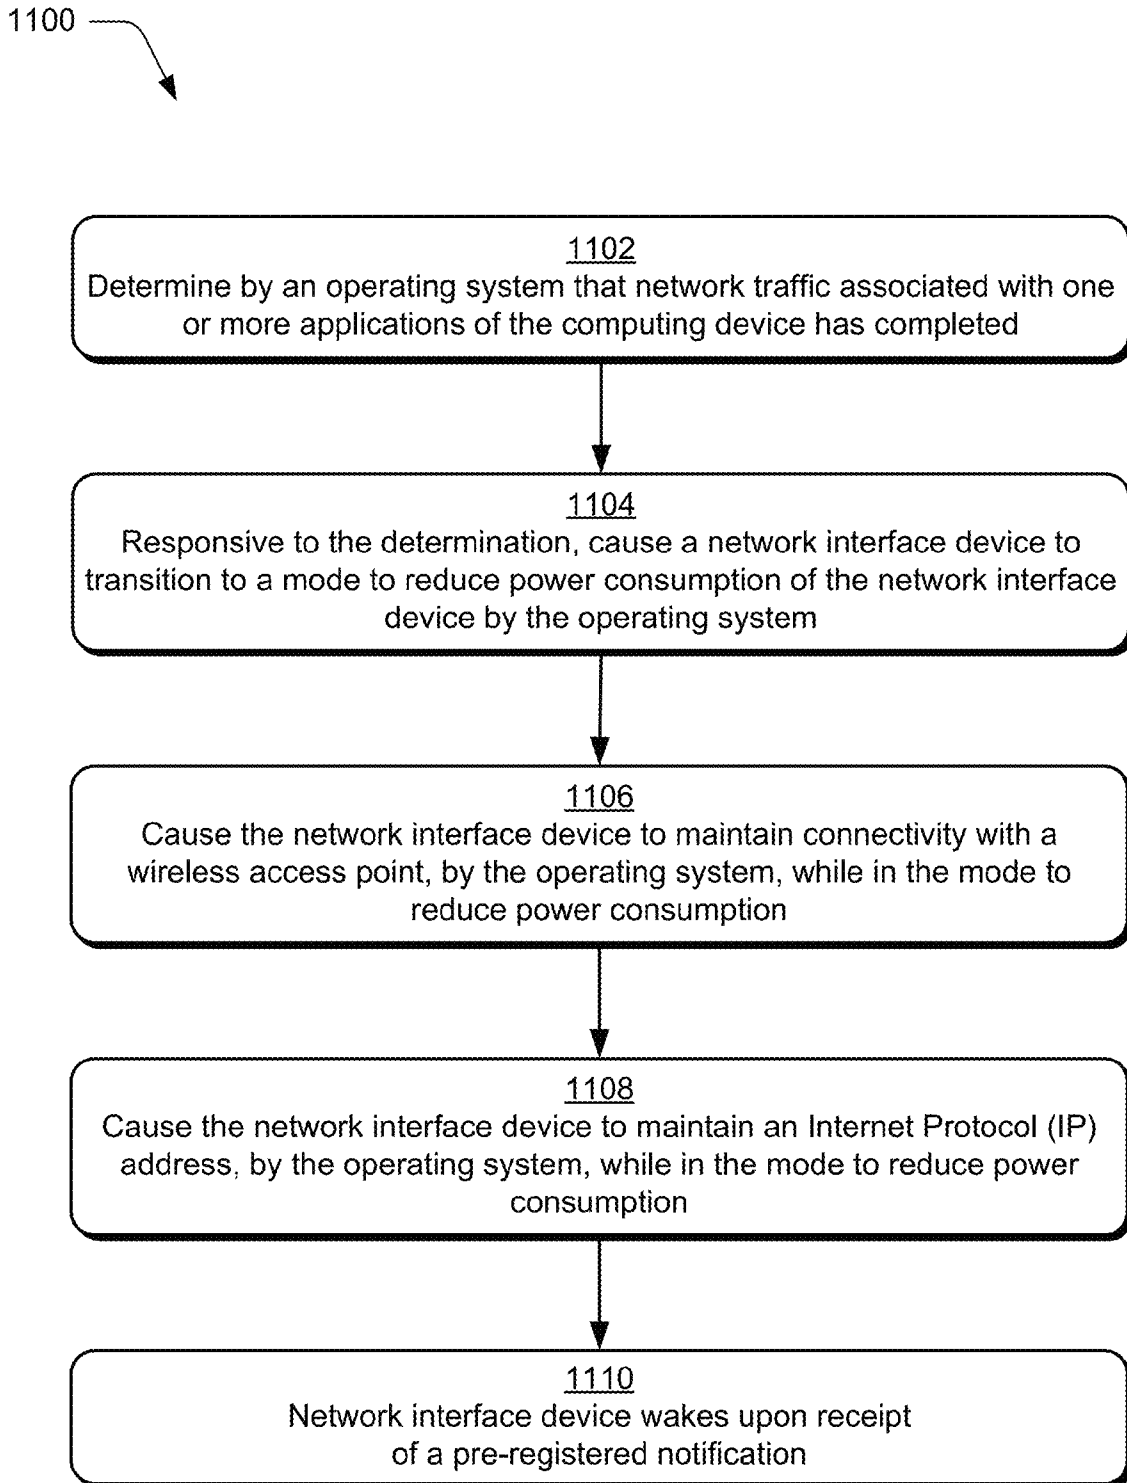 1100
1102
Determine by an operating system that network traffic associated with one
or more applications of the computing device has completed
1104
Responsive to the determination, cause a network interface device to
transition to a mode to reduce power consumption of the network interface
device by the operating system
1106
Cause the network interface device to maintain connectivity with a
wireless access point, by the operating system, while in the mode to
reduce power consumption
1108
Cause the network interface device to maintain an Internet Protocol (IP)
address, by the operating system, while in the mode to reduce power
consumption
1110
Network interface device wakes upon receipt
of a pre-registered notification